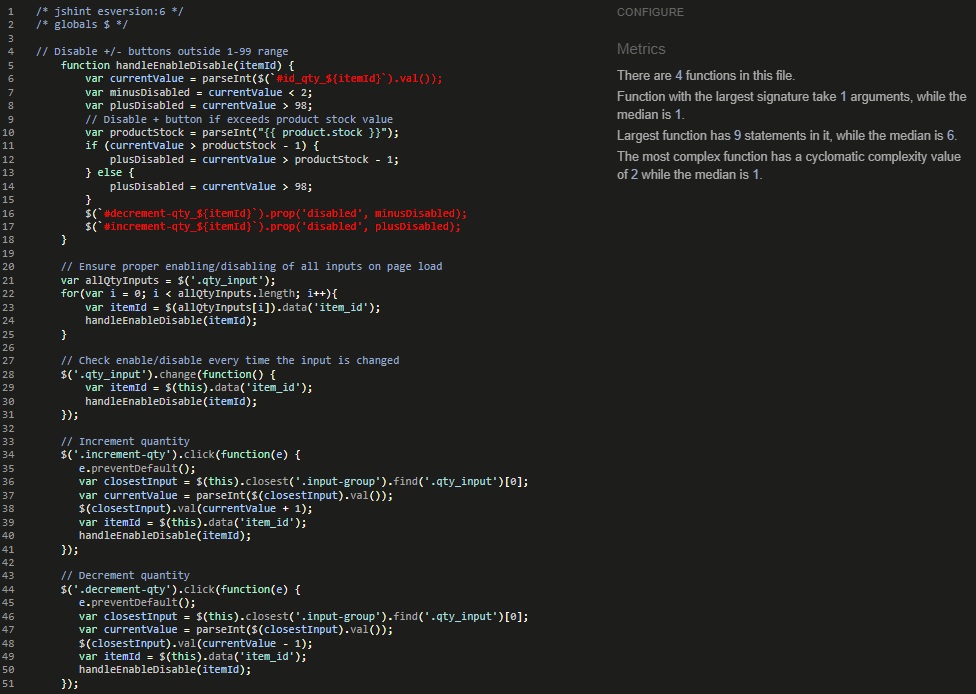 1 /* jshint esversion:6 */
2 /* globals $ */
3
4 // Disable +/- buttons outside 1-99 range
5 function handleEnableDisable(itemId) {
6 var currentValue = parseInt($(`#id_qty_${itemId}`).val());
7 var minusDisabled = currentValue < 2;
8 var plusDisabled = currentValue > 98;
9 // Disable + button if exceeds product stock value
10 var productStock = parseInt("{{ product.stock }}");
11 if (currentValue > productStock - 1) {
12 plusDisabled = currentValue > productStock - 1;
13 } else {
14 plusDisabled = currentValue > 98;
15 }
16 $(`#decrement-qty_${itemId}`).prop('disabled', minusDisabled);
17 $(`#increment-qty_${itemId}`).prop('disabled', plusDisabled);
18 }
19
20 // Ensure proper enabling/disabling of all inputs on page load
21 var allQtyInputs = $('.qty_input');
22 for(var i = 0; i < allQtyInputs.length; i++){
23 var itemId = $(allQtyInputs[i]).data('item_id');
24 handleEnableDisable(itemId);
25 }
26
27 // Check enable/disable every time the input is changed
28 $('.qty_input').change(function() {
29 var itemId = $(this).data('item_id');
30 handleEnableDisable(itemId);
31 });
32
33 // Increment quantity
34 $('.increment-qty').click(function(e) {
35 e.preventDefault();
36 var closestInput = $(this).closest('.input-group').find('.qty_input')[0];
37 var currentValue = parseInt($(closestInput).val());
38 $(closestInput).val(currentValue + 1);
39 var itemId = $(this).data('item_id');
40 handleEnableDisable(itemId);
41 });
42
43 // Decrement quantity
44 $('.decrement-qty').click(function(e) {
45 e.preventDefault();
46 var closestInput = $(this).closest('.input-group').find('.qty_input')[0];
47 var currentValue = parseInt($(closestInput).val());
48 $(closestInput).val(currentValue - 1);
49 var itemId = $(this).data('item_id');
50 handleEnableDisable(itemId);
51 });
CONFIGURE
Metrics
There are 4 functions in this file.
Function with the largest signature take 1 arguments, while the
median is 1.
Largest function has 9 statements in it, while the median is 6.
The most complex function has a cyclomatic complexity value
of 2 while the median is 1.